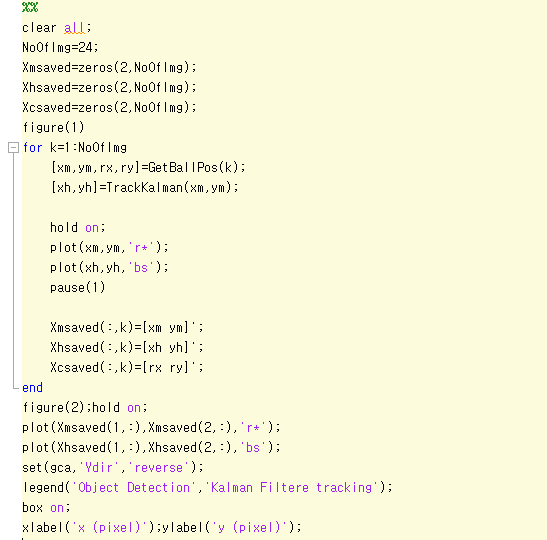 %%
clear all;
NoOfImg=24;
Xmsaved=zeros(2,NoOfImg);
Xhsaved=zeros(2,NoOfImg);
Xcsaved=zeros(2,NoOfImg);
figure(1)
for k=1:NoOfImg
[xm,ym,rx,ry]=GetBallPos(k);
[xh,yh]=TrackKalman(xm,ym);
hold on;
plot(xm,ym,'r*');
plot(xh,yh,'bs');
pause(1)
Xmsaved(:,k)=[xm ym]';
Xhsaved(:,k)=[xh yh]';
Xcsaved(:,k)=[rx ry]';
end
figure(2);hold on;
plot(Xmsaved(1,:),Xmsaved(2,:),'r*');
plot(Xhsaved(1,:),Xhsaved(2,:),'bs');
set(gca,'Ydir','reverse');
legend('Object Detection','Kalman Filtere tracking');
box on;
xlabel('x (pixel)');ylabel('y (pixel)');